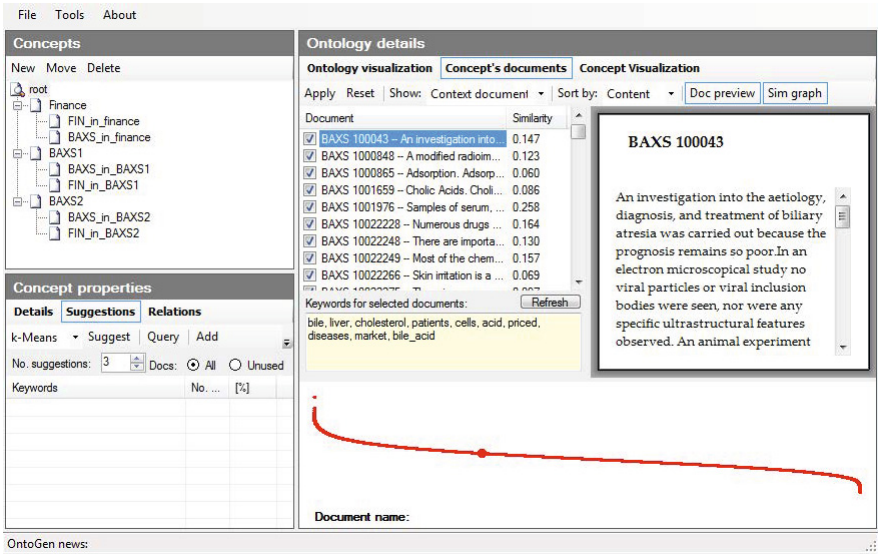 File Tools About
Concepts
New Move Delete
root
Finance
FIN_in_finance
BAXS_in_finance
BAXS1
BAXS_in_BAXS1
FIN_in_BAXS1
BAXS2
BAXS_in_BAXS2
FIN_in_BAXS2
Concept properties
Details Suggestions Relations
k-Means Suggest Query Add
No. suggestions: 3 Docs: All Unused
Keywords No. ... [%]
Ontology details
Ontology visualization Concept's documents Concept Visualization
Apply Reset Show: Context document Sort by: Content Doc preview Sim graph
Document Similarity
BAXS 100043 -- An investigation into... 0.147
BAXS 1000848 -- A modified radioim... 0.123
BAXS 1000865 -- Adsorption. Adsorp... 0.060
BAXS 1001659 -- Cholic Acids. Choli... 0.086
BAXS 1001976 -- Samples of serum, ... 0.258
BAXS 10022228 -- Numerous drugs ... 0.164
BAXS 10022248 -- There are importa... 0.130
BAXS 10022249 -- Most of the chem... 0.157
BAXS 10022266 -- Skin irritation is a ... 0.069
Keywords for selected documents: Refresh
bile, liver, cholesterol, patients, cells, acid, priced,
diseases, market, bile_acid
BAXS 100043
An investigation into the aetiology,
diagnosis, and treatment of biliary
atresia was carried out because the
prognosis remains so poor.In an
electron microscopical study no
viral particles or viral inclusion
bodies were seen, nor were any
specific ultrastructural features
observed. An animal experiment
Document name:
OntoGen news: